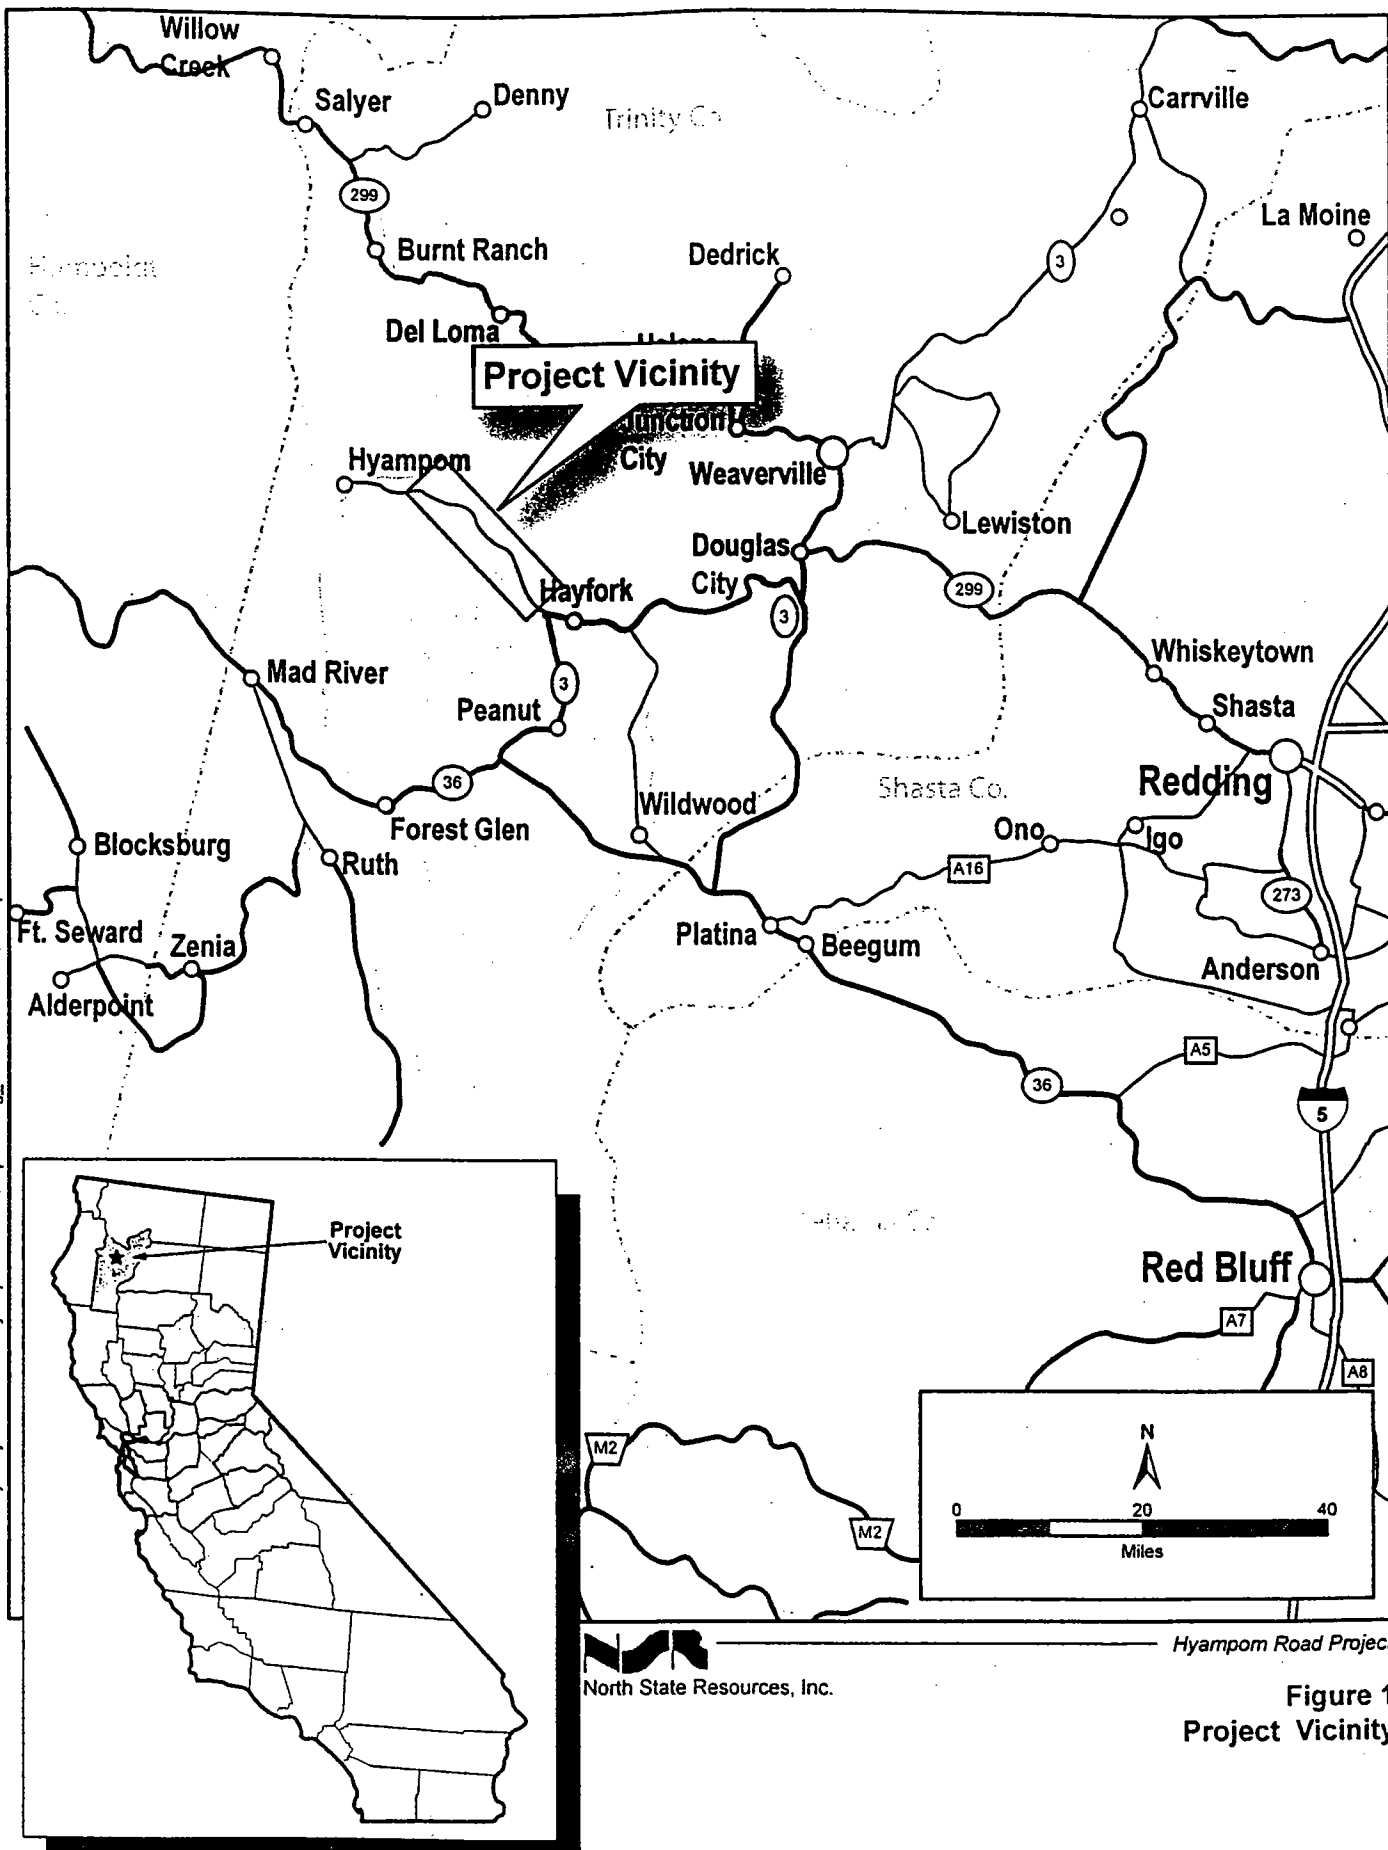 Willow
Creek
Salyer
Denny
Trinity Co.
Carrville
299
La Moine
Burnt Ranch
Dedrick
3
Humboldt
Co.
Del Loma
Helena
Project Vicinity
Junction
City
Hyampom
Weaverville
Lewiston
Douglas
City
299
Hayfork
3
Whiskeytown
Mad River
3
Peanut
Shasta
36
Shasta Co.
Redding
Wildwood
Forest Glen
Ono
Igo
Blocksburg
Ruth
A16
273
Ft. Seward
Zenia
Platina
Beegum
Anderson
Alderpoint
A5
36
5
Project
Vicinity
Red Bluff
A7
A8
M2
N
0
20
40
M2
Miles
Hyampom Road Projec
North State Resources, Inc.
Figure 1
Project Vicinity